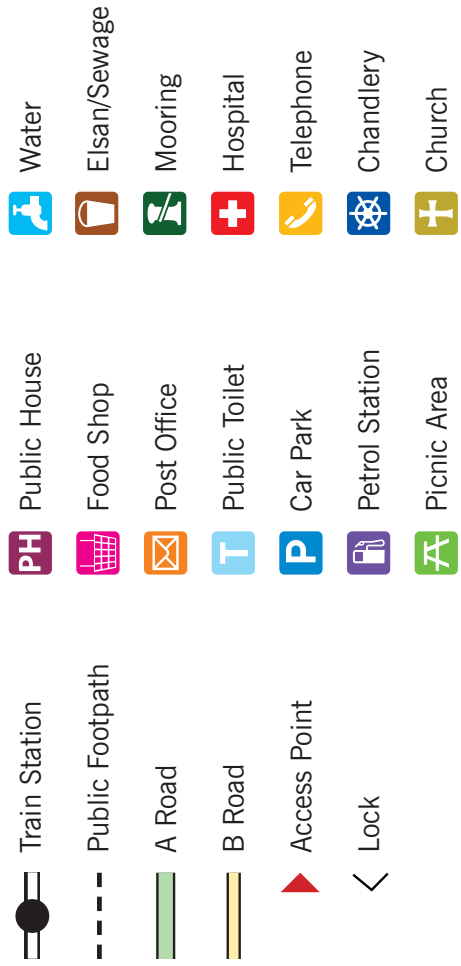 Train Station
Public Footpath
A Road
B Road
Access Point
Lock
PH Public House
Food Shop
Post Office
T Public Toilet
P Car Park
Petrol Station
Picnic Area
Water
Elsan/Sewage
Mooring
Hospital
Telephone
Chandlery
Church